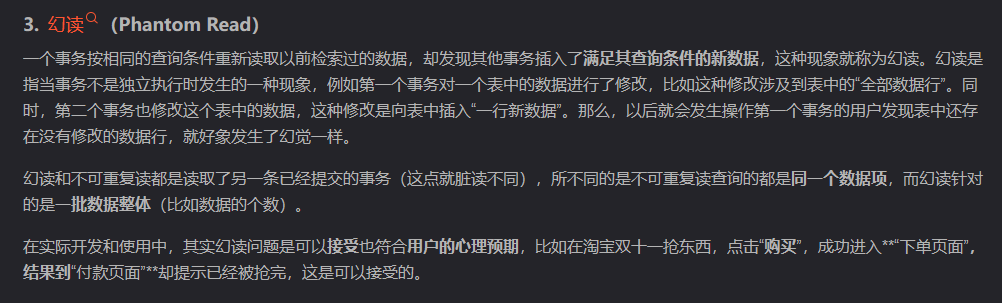 3. 幻读（Phantom Read）
一个事务按相同的查询条件重新读取以前检索过的数据，却发现其他事务插入了满足其查询条件的新数据，这种现象就称为幻读。幻读是
指当事务不是独立执行时发生的一种现象，例如第一个事务对一个表中的数据进行了修改，比如这种修改涉及到表中的“全部数据行”。同
时，第二个事务也修改这个表中的数据，这种修改是向表中插入“一行新数据”。那么，以后就会发生操作第一个事务的用户发现表中还存
在没有修改的数据行，就好象发生了幻觉一样。
幻读和不可重复读都是读取了另一条已经提交的事务（这点就脏读不同），所不同的是不可重复读查询的都是同一个数据项，而幻读针对
的是一批数据整体（比如数据的个数）。
在实际开发和使用中，其实幻读问题是可以接受也符合用户的心理预期，比如在淘宝双十一抢东西，点击“购买”，成功进入**“下单页面”，
结果到“付款页面”**却提示已经被抢完，这是可以接受的。